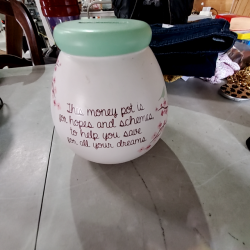 This money pot is
for hopes and schemes
to help you save
for all your dreams